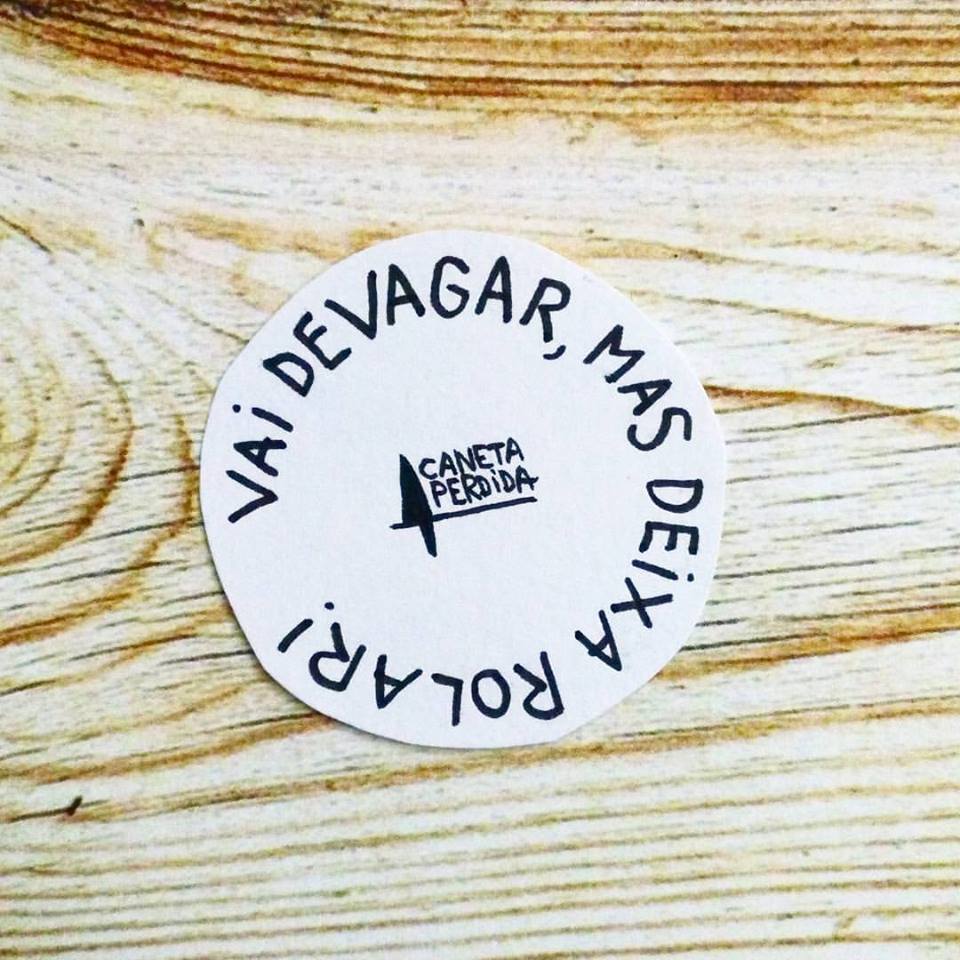 VAi DEVAGAR, MAS DEiXA ROLAR!
CANETA
PERDiDA